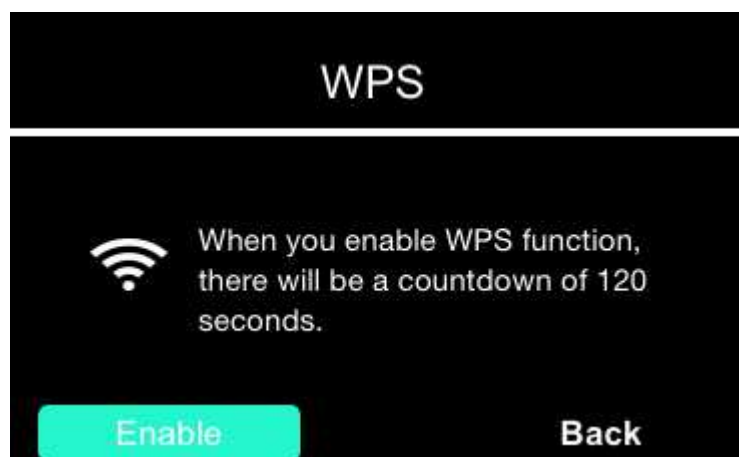 WPS
When you enable WPS function,
there will be a countdown of 120
seconds.
Enable
Back